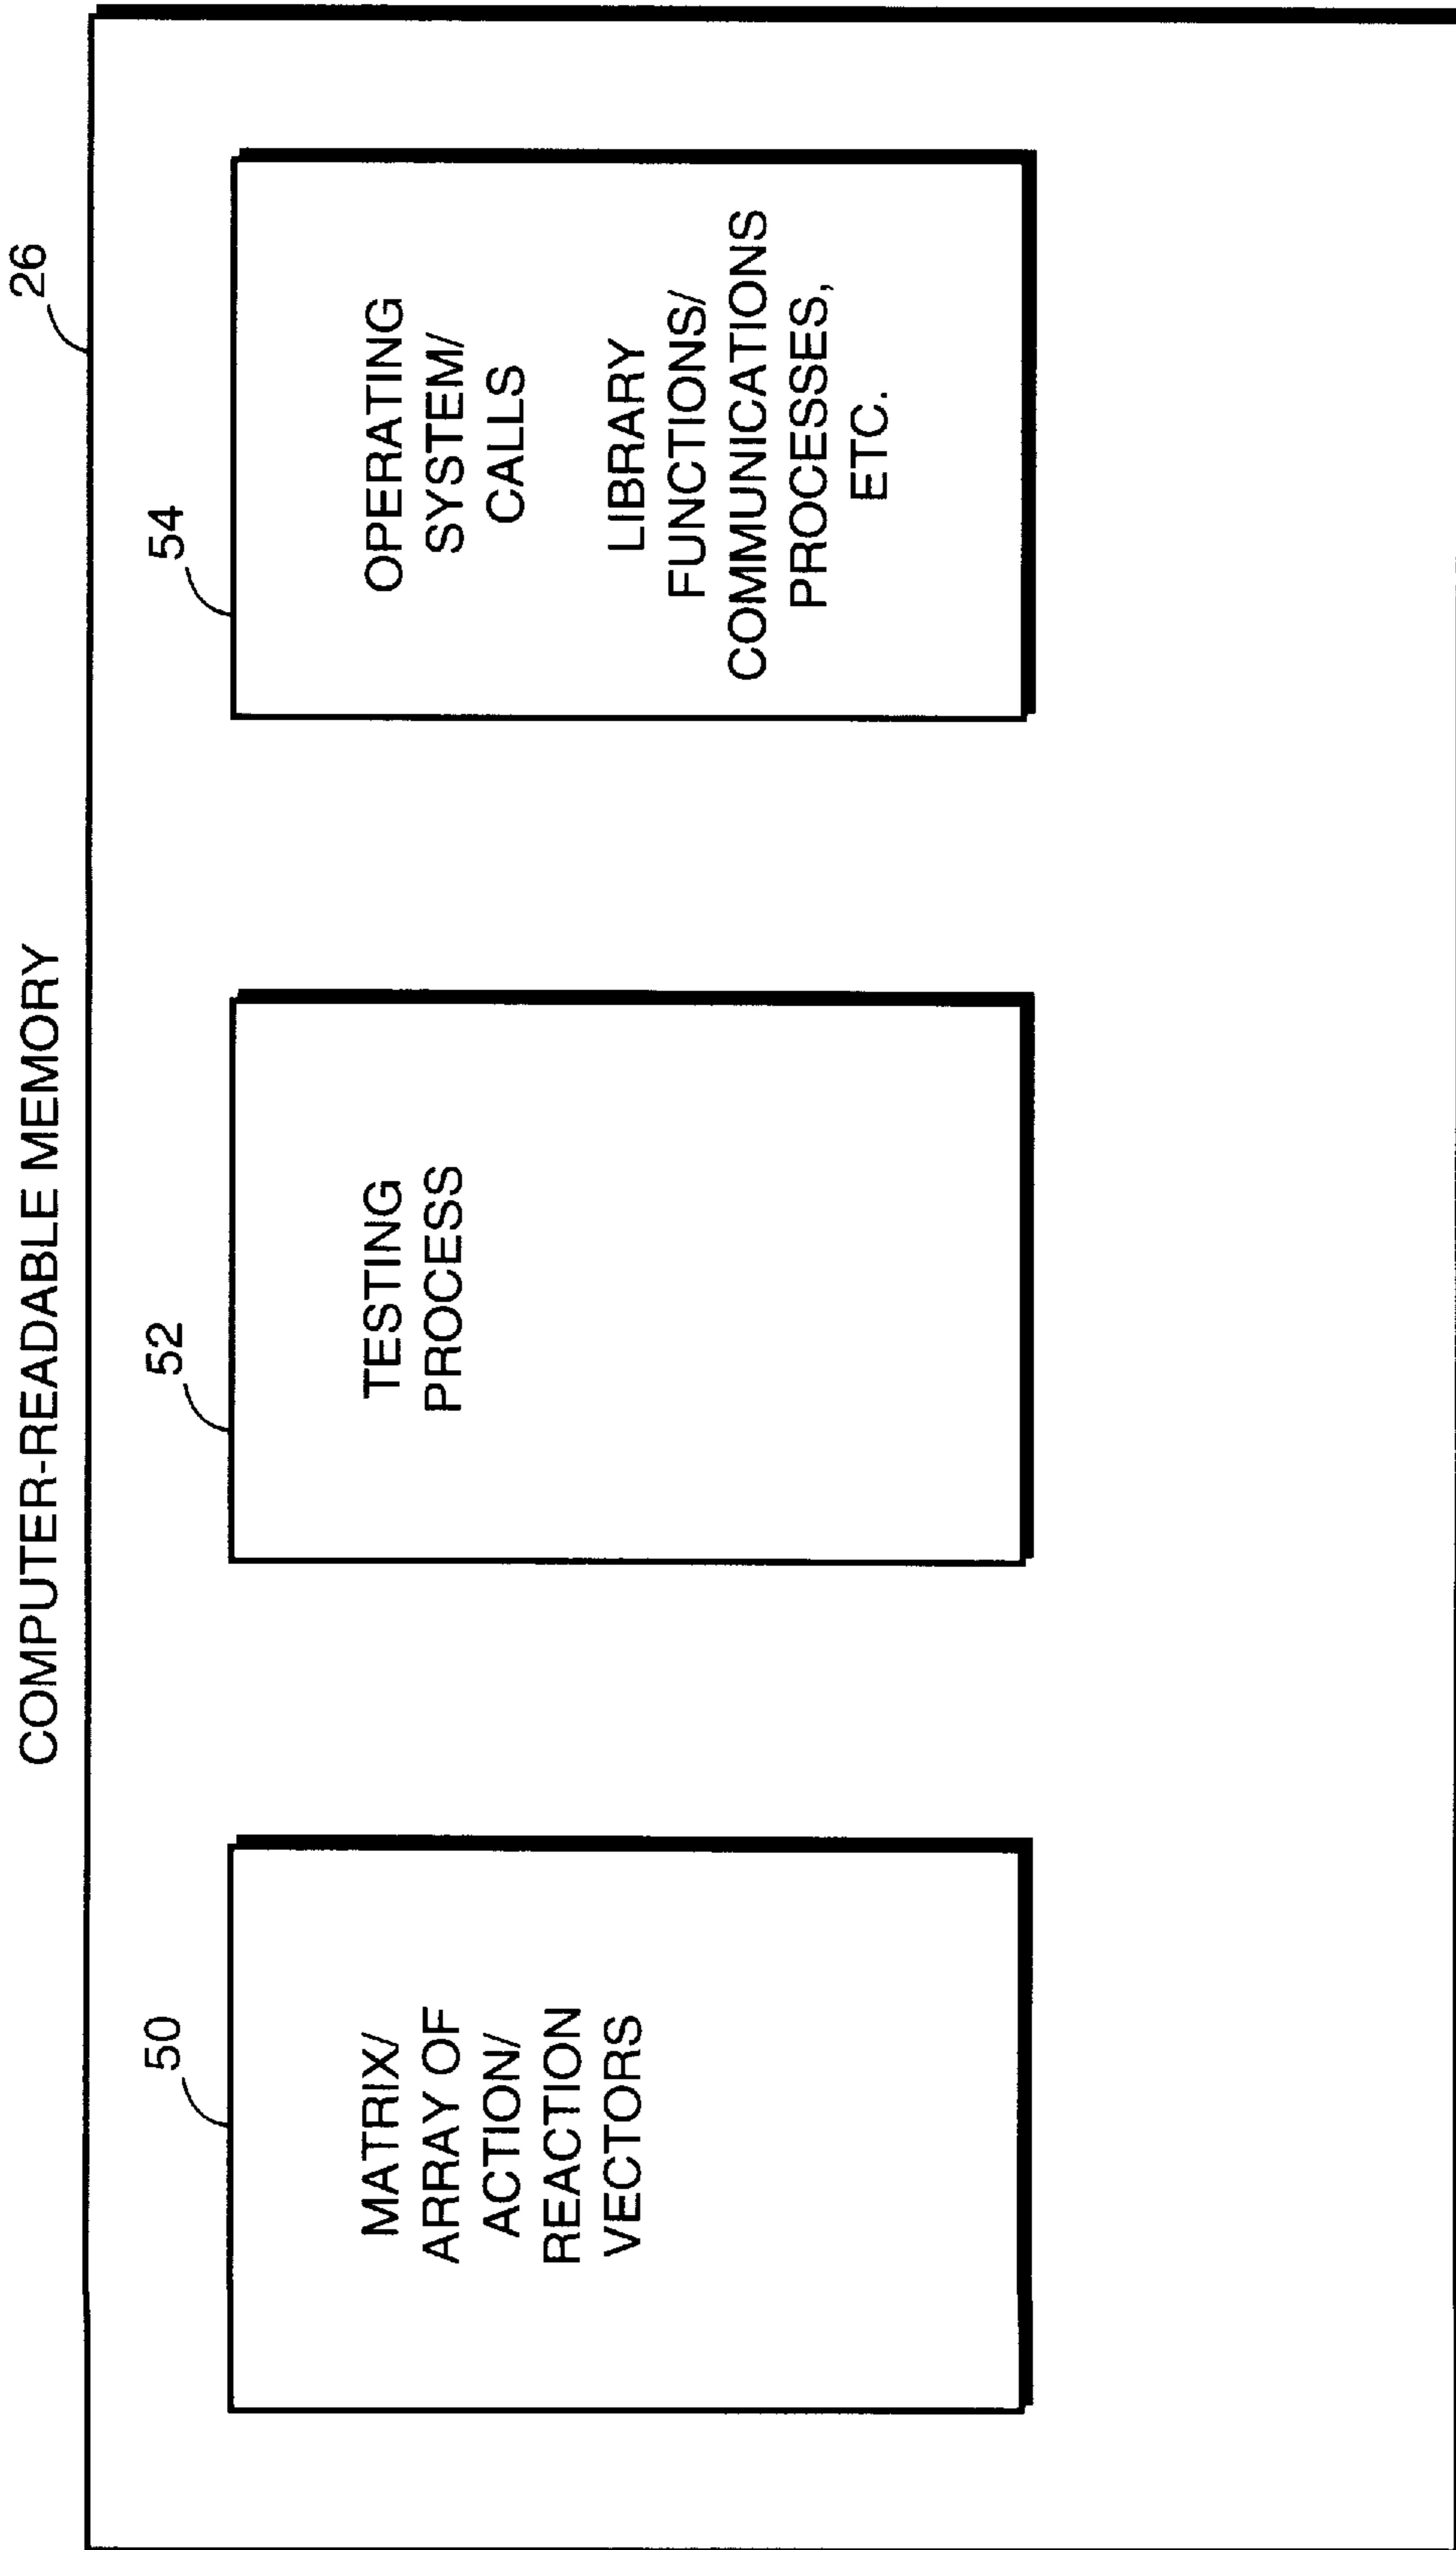 COMPUTER-READABLE MEMORY
26
50
MATRIX/
ARRAY OF
ACTION/
REACTION
VECTORS
52
TESTING
PROCESS
54
OPERATING
SYSTEM/
CALLS
LIBRARY
FUNCTIONS/
COMMUNICATIONS
PROCESSES,
ETC.